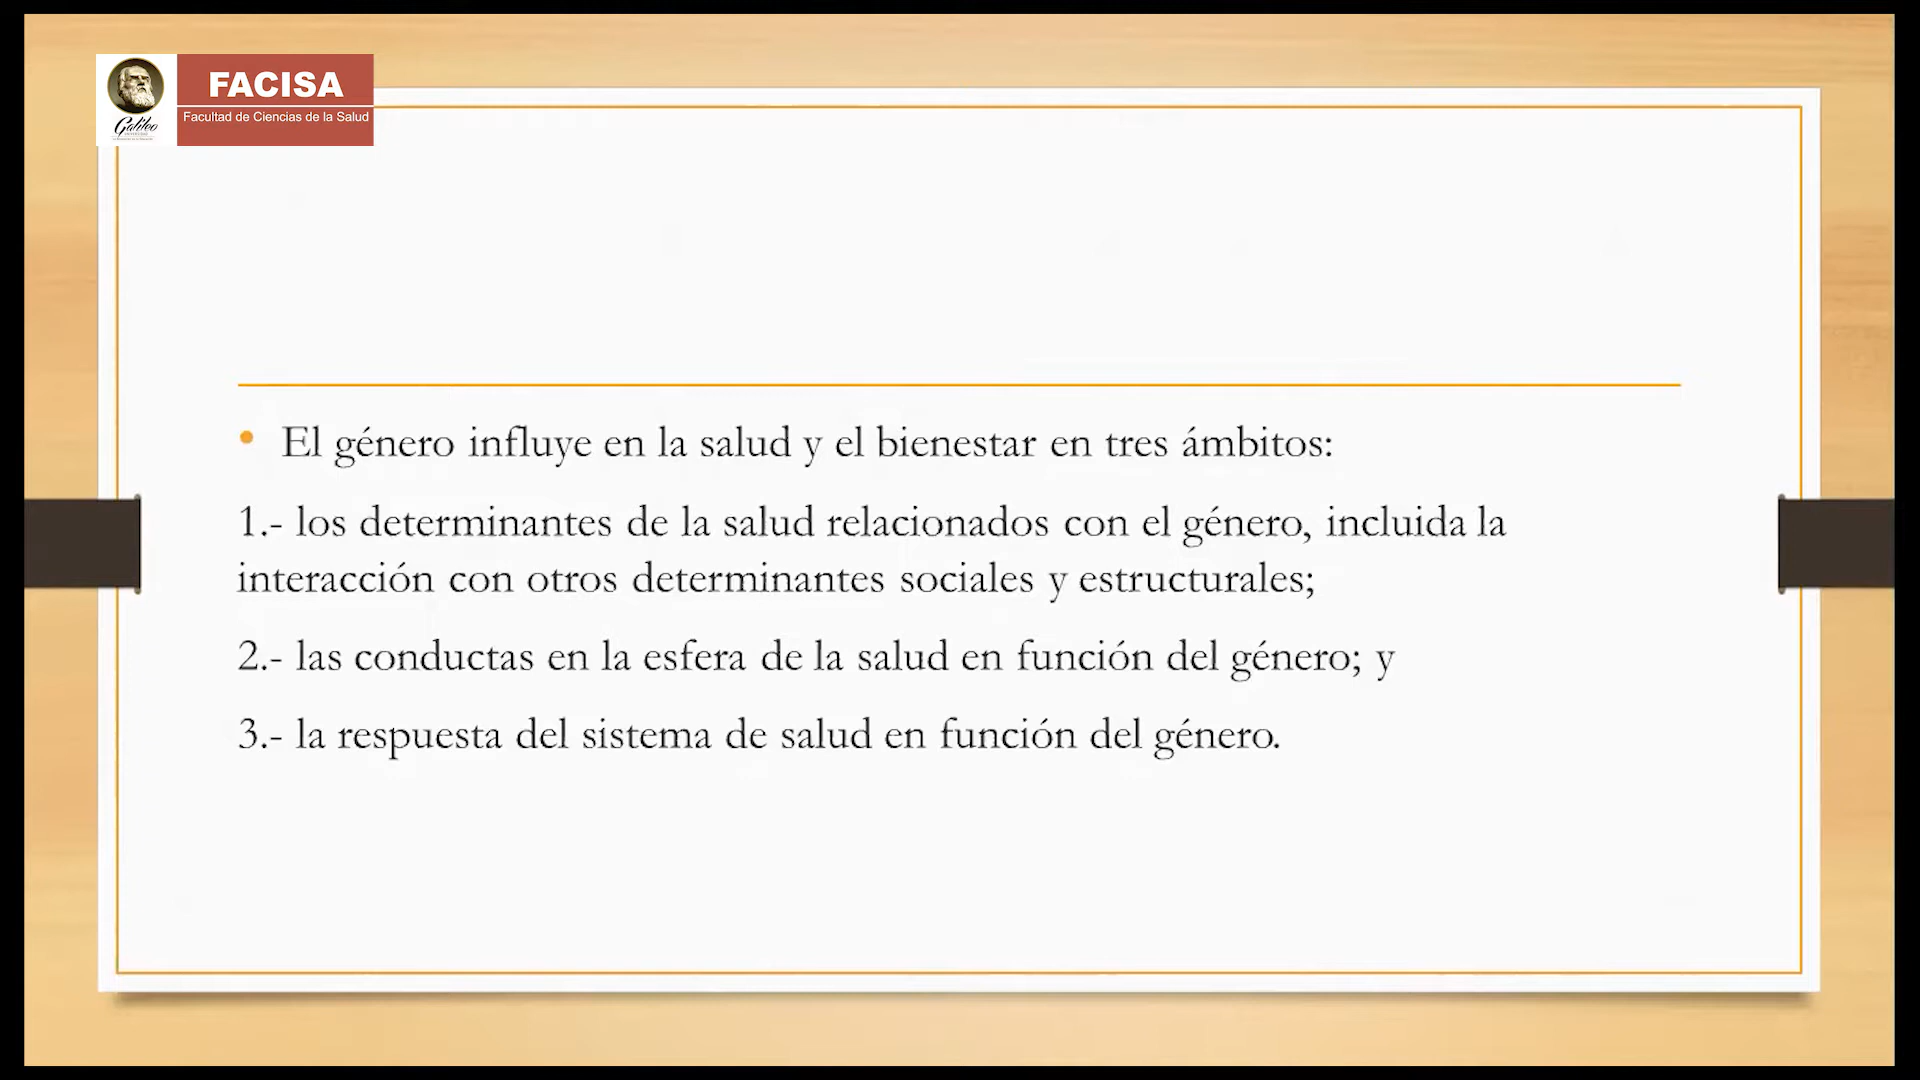 FACISA
Facultad de Ciencias de la Salud
Galileo
• El género influye en la salud y el bienestar en tres ámbitos:
1.- los determinantes de la salud relacionados con el género, incluida la
interacción con otros determinantes sociales y estructurales;
2.- las conductas en la esfera de la salud en función del género; y
3.- la respuesta del sistema de salud en función del género.